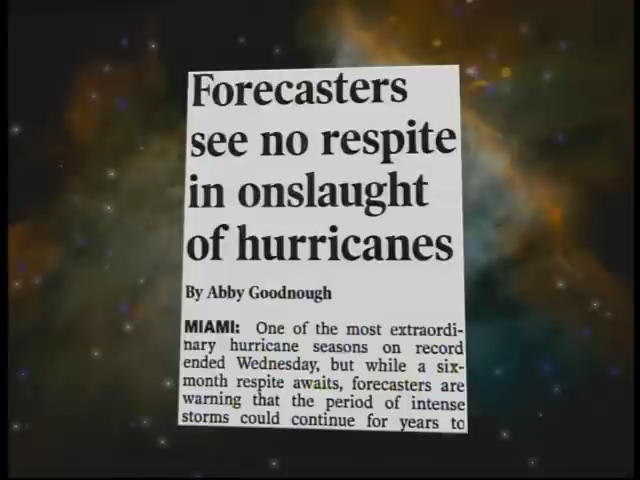 Forecasters
see no respite
in onslaught
of hurricanes
By Abby Goodnough
MIAMI: One of the most extraordi-
nary hurricane seasons on record
ended Wednesday, but while a six-
month respite awaits, forecasters are
warning that the period of intense
storms could continue for years to